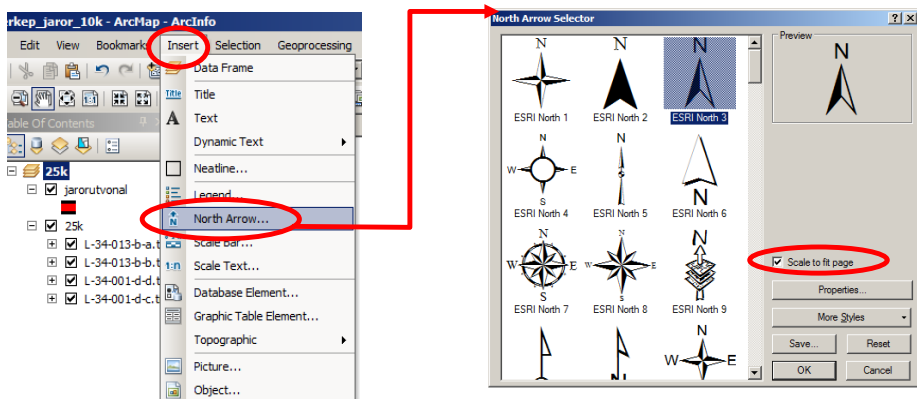 rkep_jaror_10k - ArcMap - ArcInfo
Edit View Bookmark Insert Selection Geoprocessing
Data Frame
Title Title
A Text
Dynamic Text
Neatline...
Legend...
N North Arrow...
Scale Bar...
1:n Scale Text...
Database Element...
Graphic Table Element...
Topographic
Picture...
Object...
1:1
able Of Contents
25k
jarorutvonal
25k
L-34-013-b-a.t
L-34-013-b-b.t
L-34-001-d-d.t
L-34-001-d-c.t
North Arrow Selector
N N N
ESRI North 1 ESRI North 2 ESRI North 3
N
W E
S
N
S
N
ESRI North 4 ESRI North 5 ESRI North 6
N
W
S
N
W E
S
N
ESRI North 7 ESRI North 8 ESRI North 9
N
W E
Preview
N
Scale to fit page
Properties...
More Styles
Save... Reset
OK Cancel